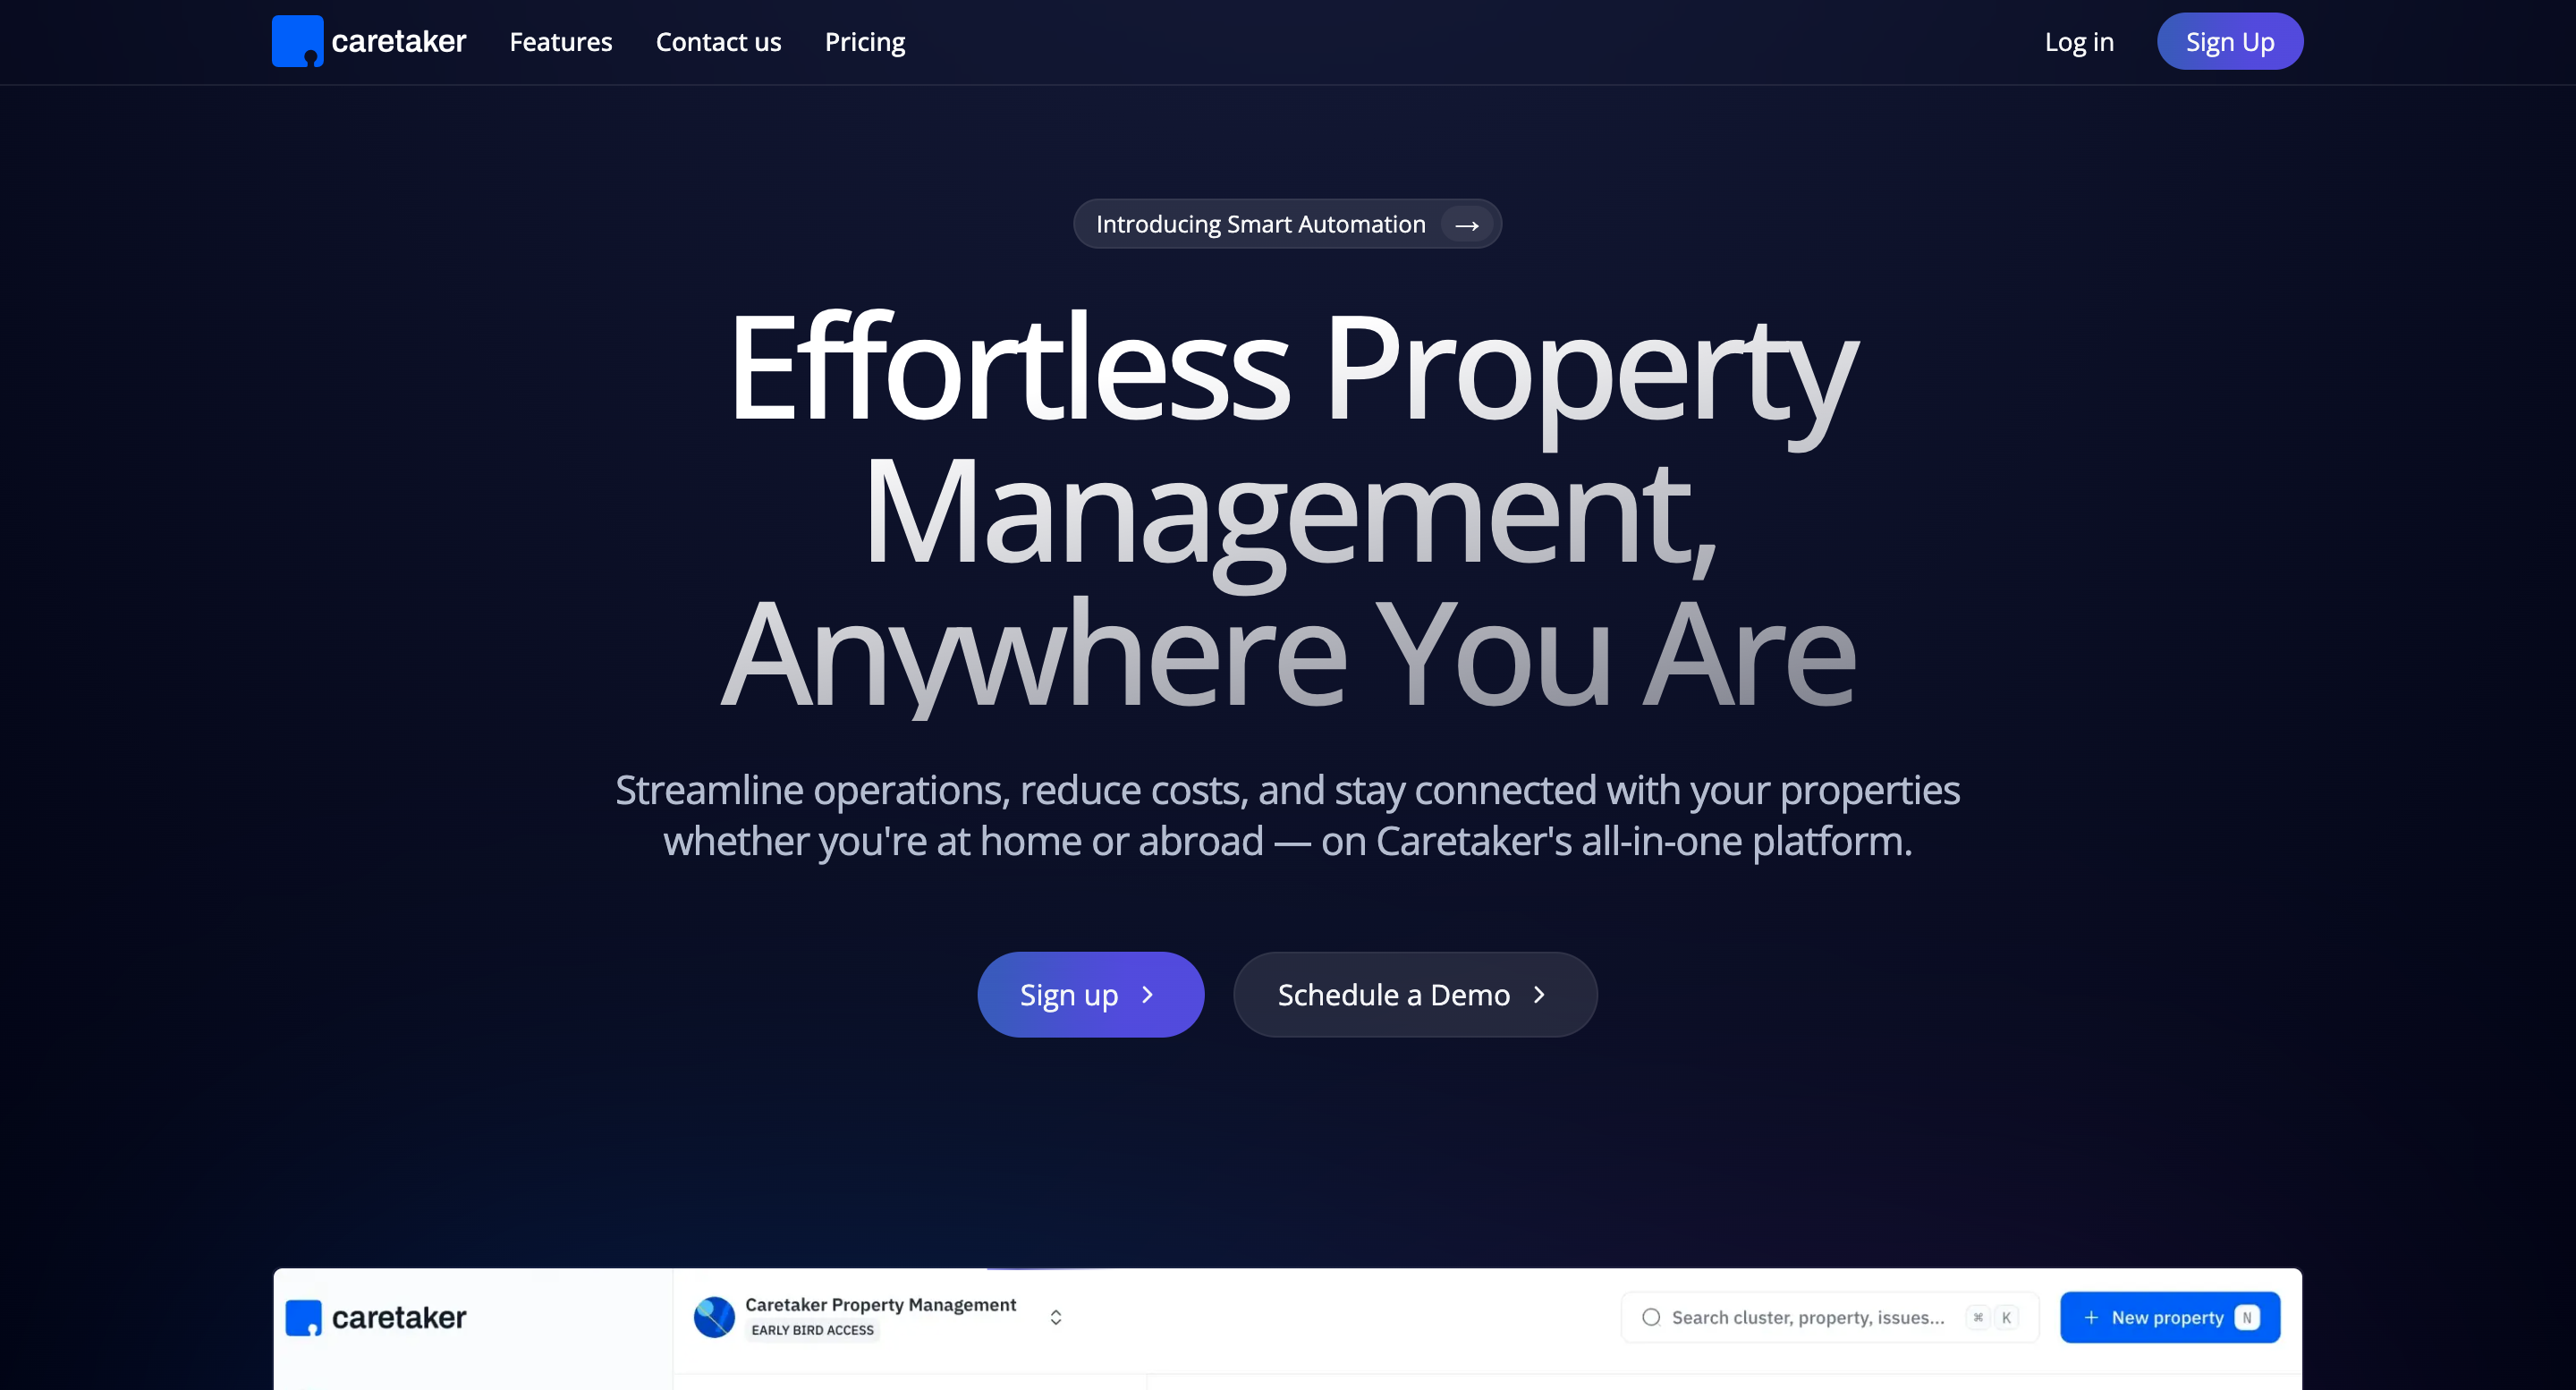 caretaker
Features
Contact us
Pricing
Log in
Sign Up
Introducing Smart Automation →
Effortless Property
Management,
Anywhere You Are
Streamline operations, reduce costs, and stay connected with your properties
whether you're at home or abroad — on Caretaker's all-in-one platform.
Sign up
Schedule a Demo
caretaker
Caretaker Property Management
EARLY BIRD ACCESS
Search cluster, property, issues...
⌘ K
+ New property N